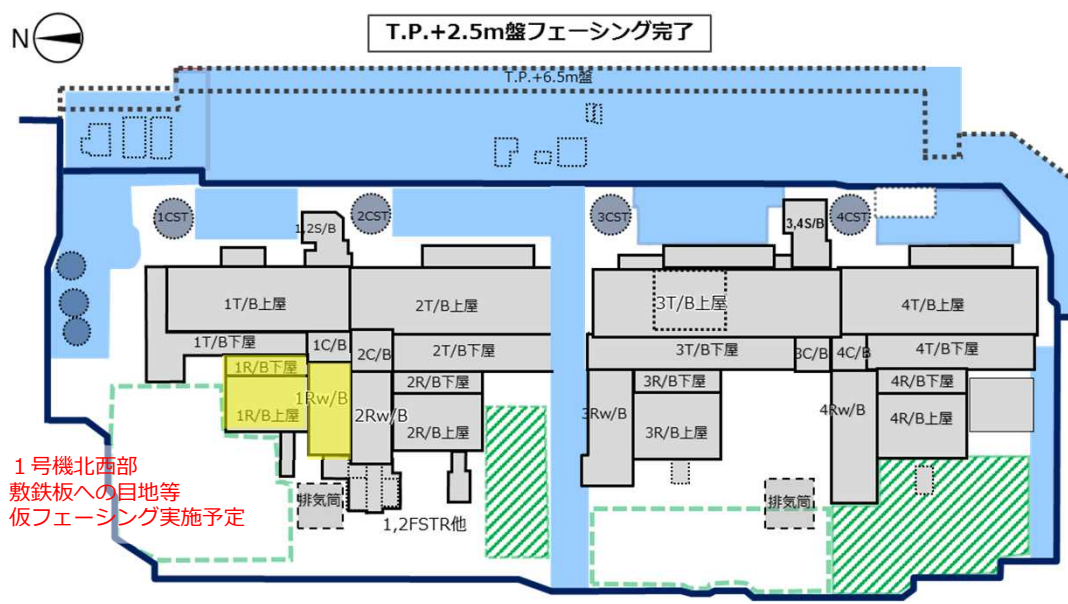 N
T.P.+2.5m盤フェーシング完了
T.P.+6.5m盤
1CST
1,2S/B
2CST
3CST
3,4S/B
4CST
1T/B上屋
2T/B上屋
3T/B上屋
4T/B上屋
1T/B下屋
1C/B
2C/B
2T/B下屋
3T/B下屋
3C/B
4C/B
4T/B下屋
1R/B下屋
1R/B上屋
1Rw/B
2Rw/B
2R/B下屋
2R/B上屋
3Rw/B
3R/B下屋
3R/B上屋
4Rw/B
4R/B下屋
4R/B上屋
１号機北西部
敷鉄板への目地等
仮フェーシング実施予定
排気筒
1,2FSTR他
排気筒